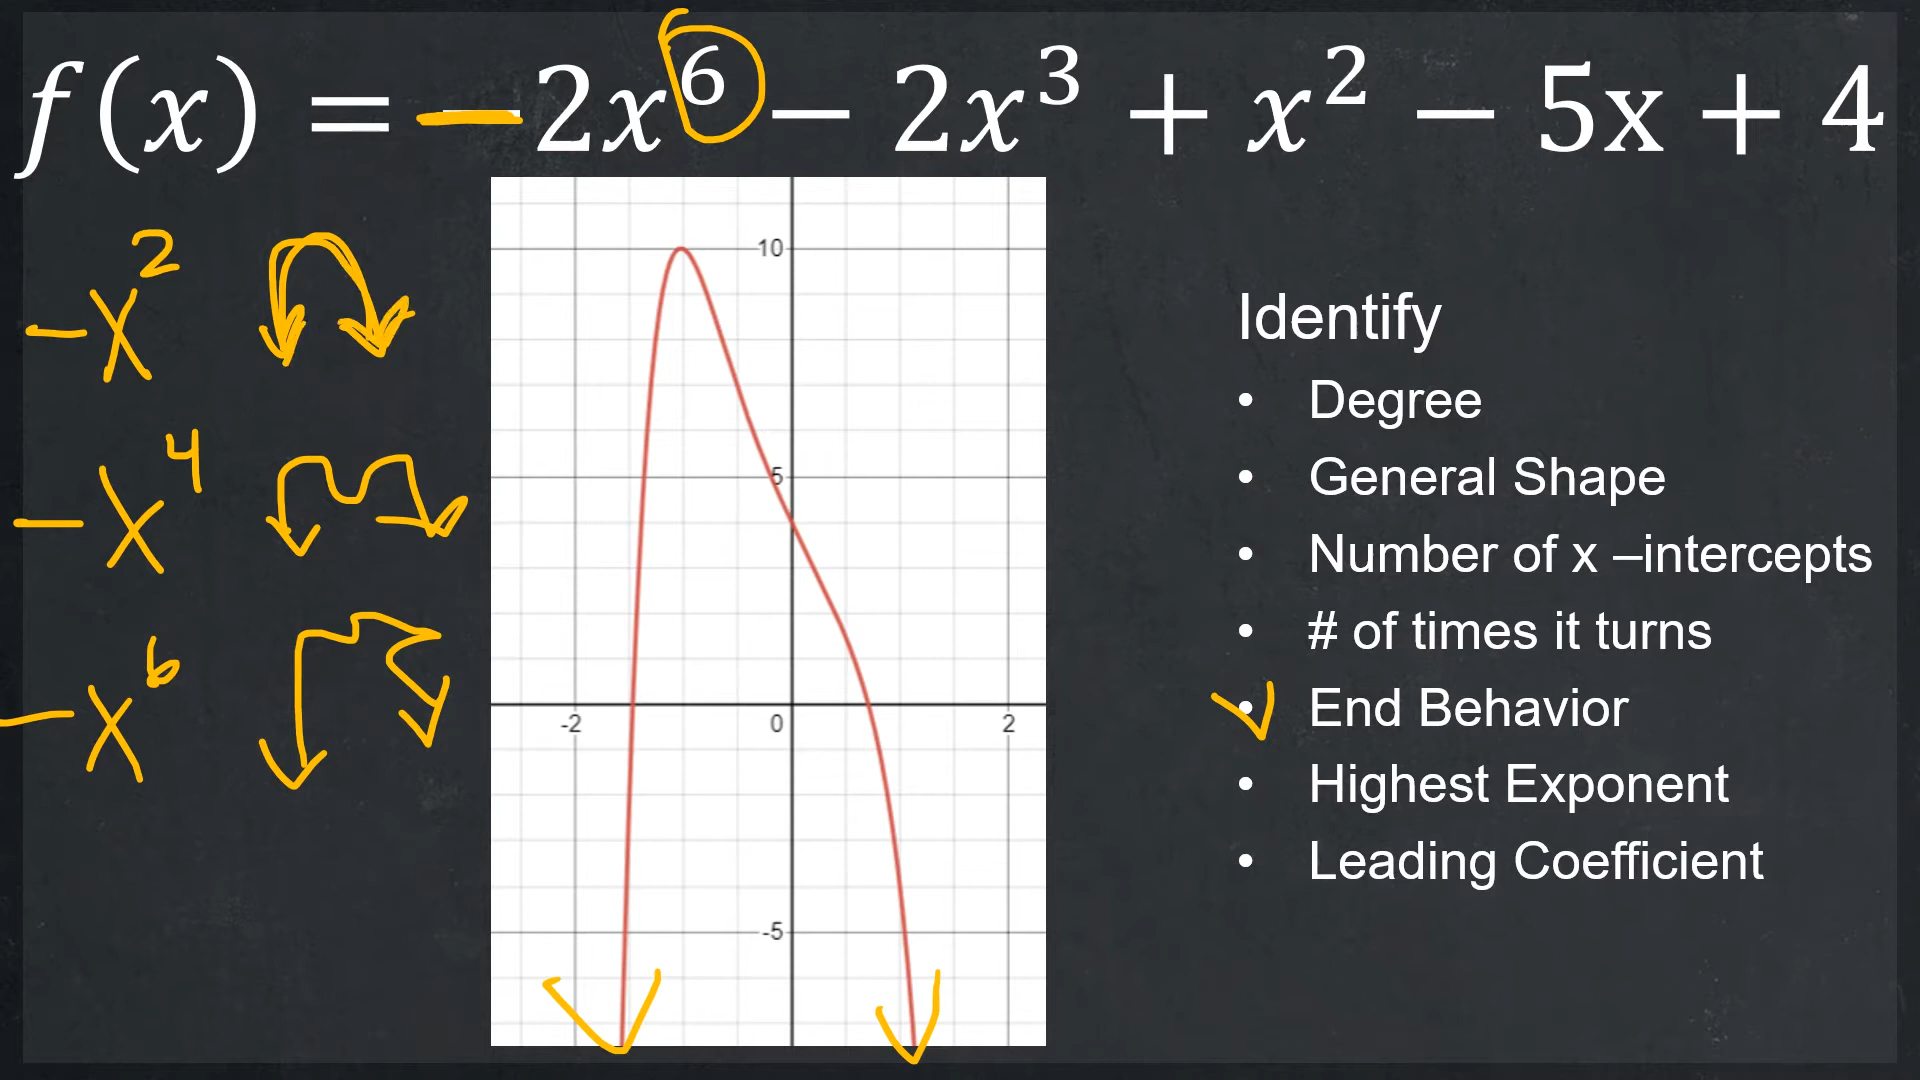 f(x) = −2x⁶ − 2x³ + x² − 5x + 4
−x²
−x⁴
−x⁶
10
5
-2 0 2
-5
Identify
• Degree
• General Shape
• Number of x –intercepts
• # of times it turns
• End Behavior
• Highest Exponent
• Leading Coefficient